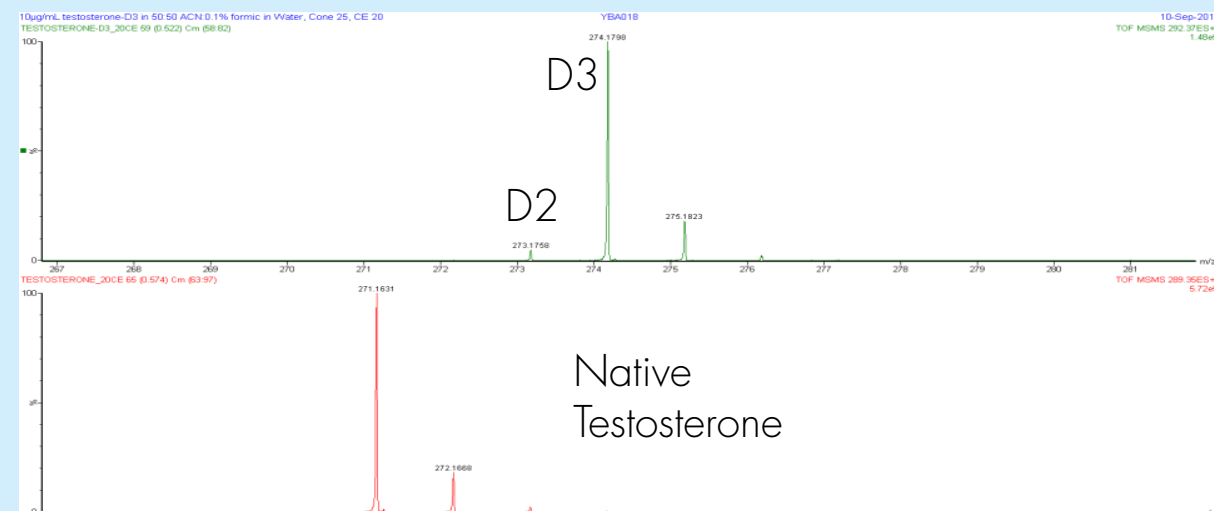 10µg/mL testosterone-D3 in 50:50 ACN:0.1% formic in Water, Cone 25, CE 20 YBA018 10-Sep-201
TESTOSTERONE-D3_20CE 59 (0.522) Cm (58:82) TOF MSMS 292.37ES+
100 274.1798
D3
%
D2
275.1823
273.1758
0
267 268 269 270 271 272 273 274 275 276 277 278 279 280 281 m/z
TESTOSTERONE_20CE 65 (0.574) Cm (63:97) TOF MSMS 289.35ES+
100 271.1631
Native
%
Testosterone
272.1668
0